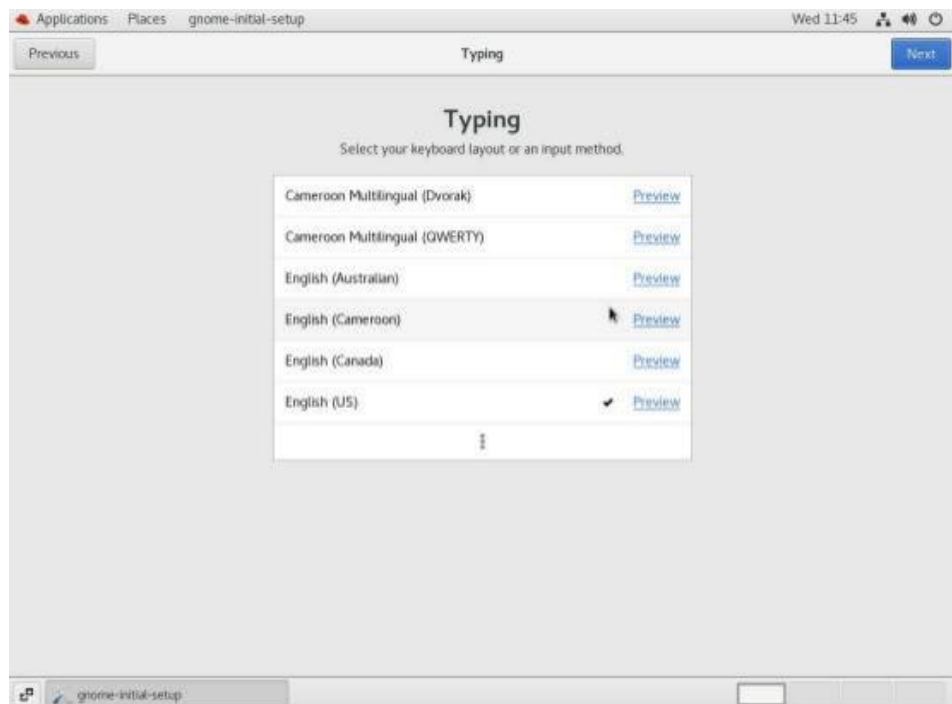 Applications Places gnome-initial-setup Wed 11:45
Previous Typing Next
Typing
Select your keyboard layout or an input method.
Cameroon Multilingual (Dvorak) Preview
Cameroon Multilingual (QWERTY) Preview
English (Australian) Preview
English (Cameroon) Preview
English (Canada) Preview
English (US) Preview
gnome-initial-setup